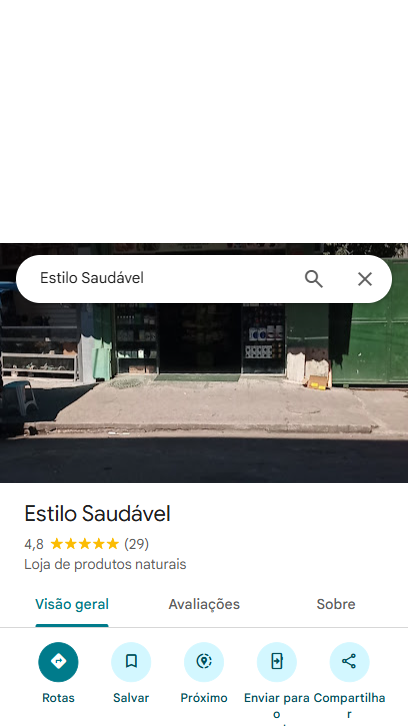 Estilo Saudável
Estilo Saudável
4,8 (29)
Loja de produtos naturais
Visão geral Avaliações Sobre
Rotas Salvar Próximo Enviar para Compartilha
o r